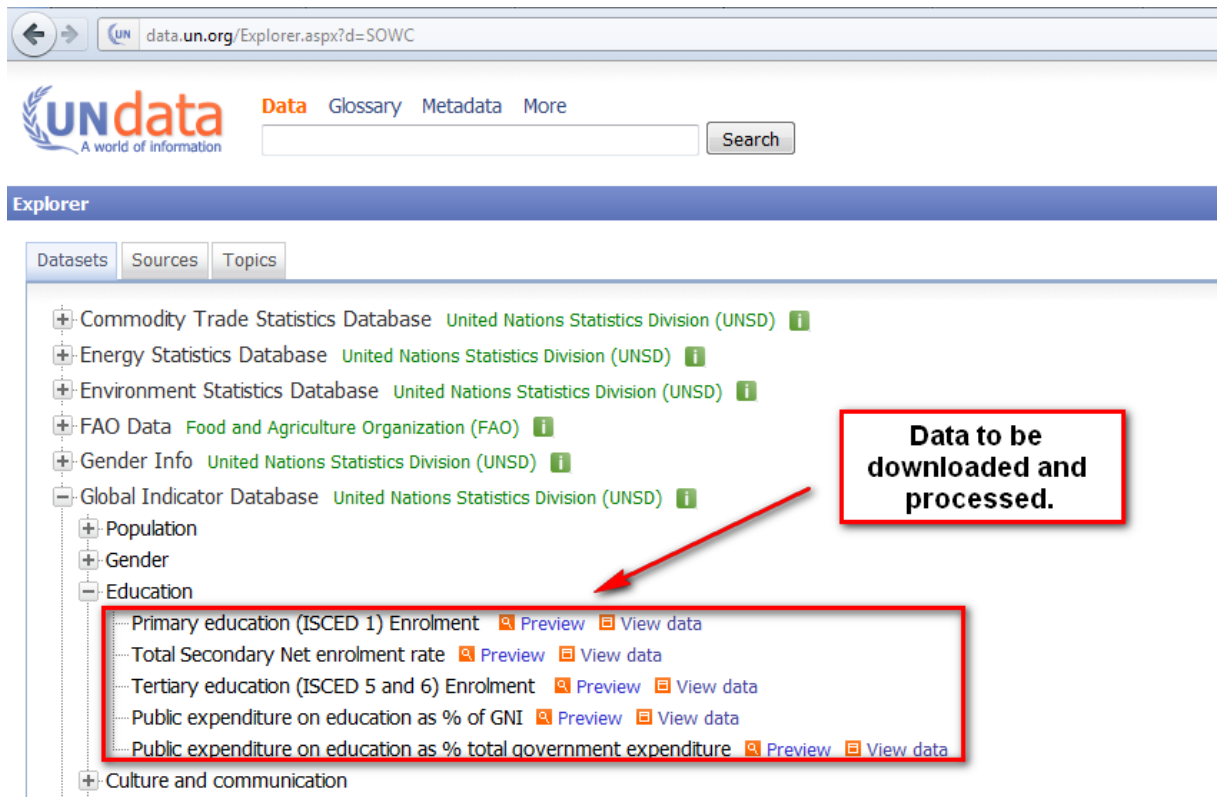 UN data.un.org/Explorer.aspx?d=SOWC
UNdata
A world of information
Data Glossary Metadata More
Search
Explorer
Datasets Sources Topics
Commodity Trade Statistics Database United Nations Statistics Division (UNSD) i
Energy Statistics Database United Nations Statistics Division (UNSD) i
Environment Statistics Database United Nations Statistics Division (UNSD) i
FAO Data Food and Agriculture Organization (FAO) i
Gender Info United Nations Statistics Division (UNSD) i
Global Indicator Database United Nations Statistics Division (UNSD) i
Population
Gender
Education
Primary education (ISCED 1) Enrolment Preview View data
Total Secondary Net enrolment rate Preview View data
Tertiary education (ISCED 5 and 6) Enrolment Preview View data
Public expenditure on education as % of GNI Preview View data
Public expenditure on education as % total government expenditure Preview View data
Culture and communication
Data to be
downloaded and
processed.